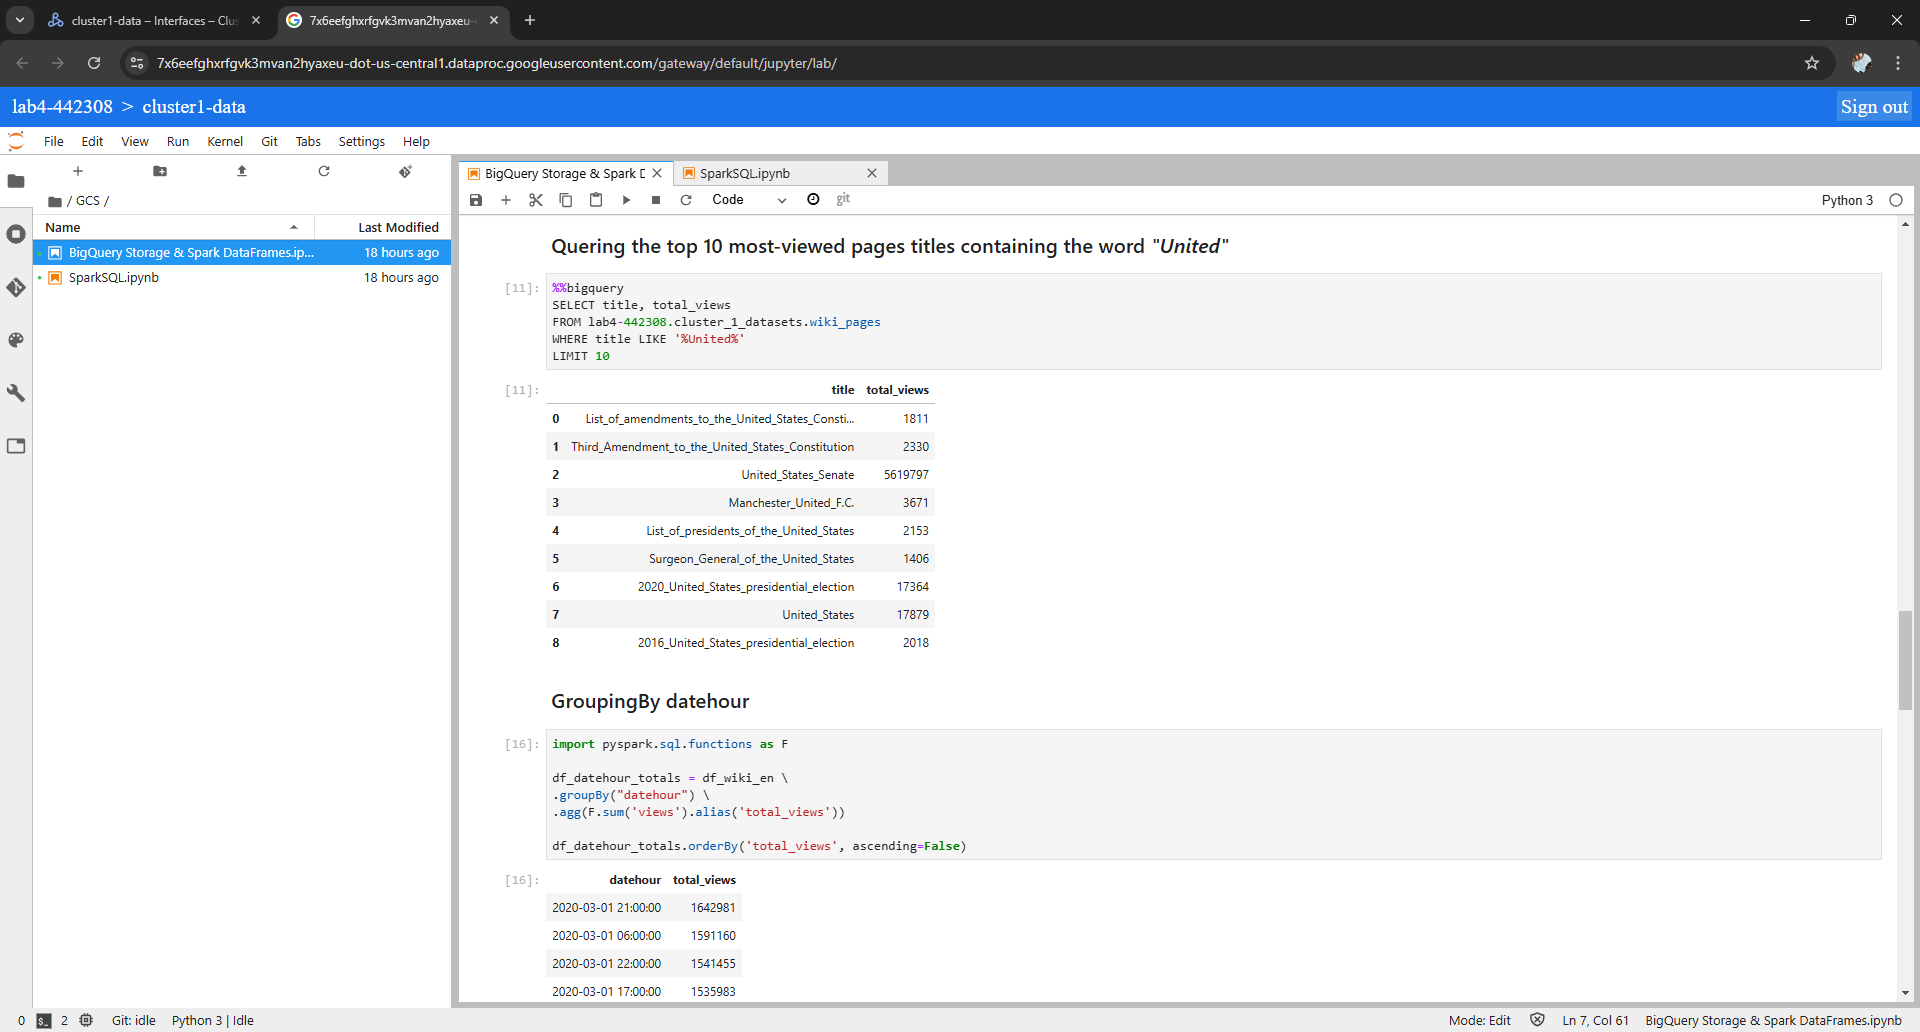 cluster1-data – Interfaces – Clu
7x6eefghxrfgvk3mvan2hyaxeu-
7x6eefghxrfgvk3mvan2hyaxeu-dot-us-central1.dataproc.googleusercontent.com/gateway/default/jupyter/lab/
lab4-442308 > cluster1-data
Sign out
File Edit View Run Kernel Git Tabs Settings Help
/ GCS /
Name Last Modified
BigQuery Storage & Spark DataFrames.ip... 18 hours ago
SparkSQL.ipynb 18 hours ago
BigQuery Storage & Spark D
SparkSQL.ipynb
Code
git
Python 3
Quering the top 10 most-viewed pages titles containing the word "United"
[11]:
%%bigquery
SELECT title, total_views
FROM lab4-442308.cluster_1_datasets.wiki_pages
WHERE title LIKE '%United%'
LIMIT 10
[11]:
title total_views
0 List_of_amendments_to_the_United_States_Consti... 1811
1 Third_Amendment_to_the_United_States_Constitution 2330
2 United_States_Senate 5619797
3 Manchester_United_F.C. 3671
4 List_of_presidents_of_the_United_States 2153
5 Surgeon_General_of_the_United_States 1406
6 2020_United_States_presidential_election 17364
7 United_States 17879
8 2016_United_States_presidential_election 2018
GroupingBy datehour
[16]:
import pyspark.sql.functions as F
df_datehour_totals = df_wiki_en \
.groupBy("datehour") \
.agg(F.sum('views').alias('total_views'))
df_datehour_totals.orderBy('total_views', ascending=False)
[16]:
datehour total_views
2020-03-01 21:00:00 1642981
2020-03-01 06:00:00 1591160
2020-03-01 22:00:00 1541455
2020-03-01 17:00:00 1535983
0 $_ 2 Git: idle Python 3 | Idle
Mode: Edit Ln 7, Col 61 BigQuery Storage & Spark DataFrames.ipynb